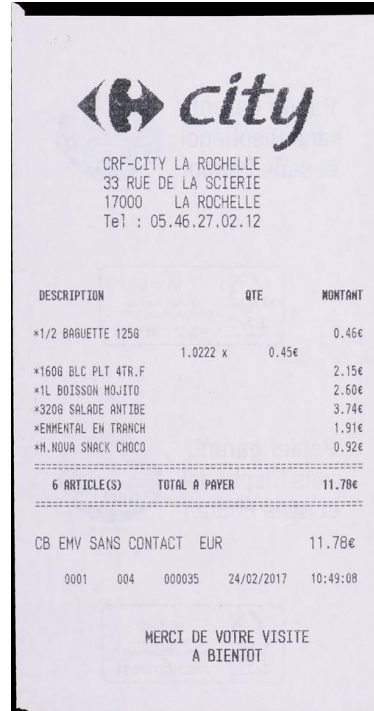 city
CRF-CITY LA ROCHELLE
33 RUE DE LA SCIERIE
17000 LA ROCHELLE
Tel : 05.46.27.02.12
DESCRIPTION QTE MONTANT
*1/2 BAGUETTE 125G 0.46€
1.0222 x 0.45€
*160G BLC PLT 4TR.F 2.15€
*1L BOISSON MOJITO 2.60€
*320G SALADE ANTIBE 3.74€
*EMMENTAL EN TRANCH 1.91€
*M.NOVA SNACK CHOCO 0.92€
6 ARTICLE(S) TOTAL A PAYER 11.78€
CB EMV SANS CONTACT EUR 11.78€
0001 004 000035 24/02/2017 10:49:08
MERCI DE VOTRE VISITE
A BIENTOT